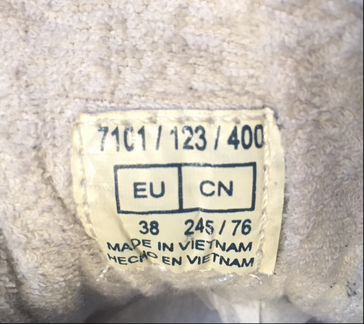 7101 / 123 / 400
EU CN
38 245 / 76
MADE IN VIETNAM
HECHO EN VIETNAM